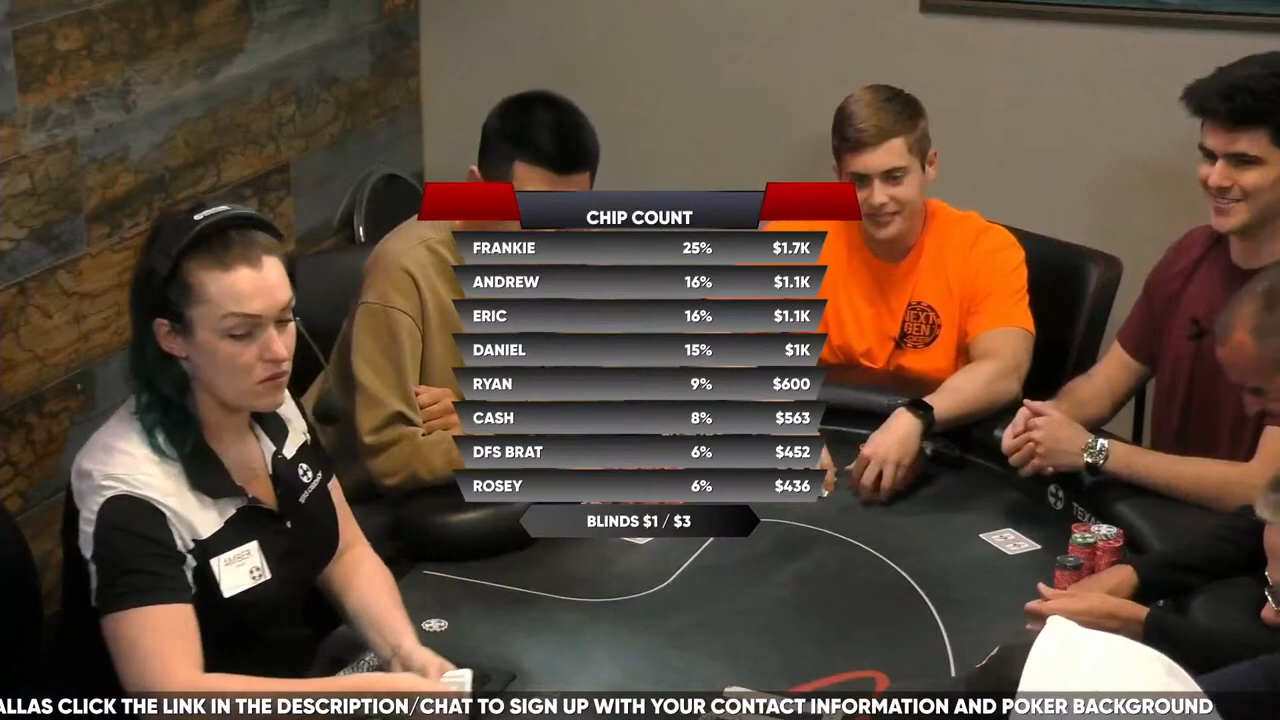 CHIP COUNT
FRANKIE 25% $1.7K
ANDREW 16% $1.1K
ERIC 16% $1.1K
DANIEL 15% $1K
RYAN 9% $600
CASH 8% $563
DFS BRAT 6% $452
ROSEY 6% $436
BLINDS $1 / $3
NEXT
GEN
AMBER
ALLAS CLICK THE LINK IN THE DESCRIPTION/CHAT TO SIGN UP WITH YOUR CONTACT INFORMATION AND POKER BACKGROUND